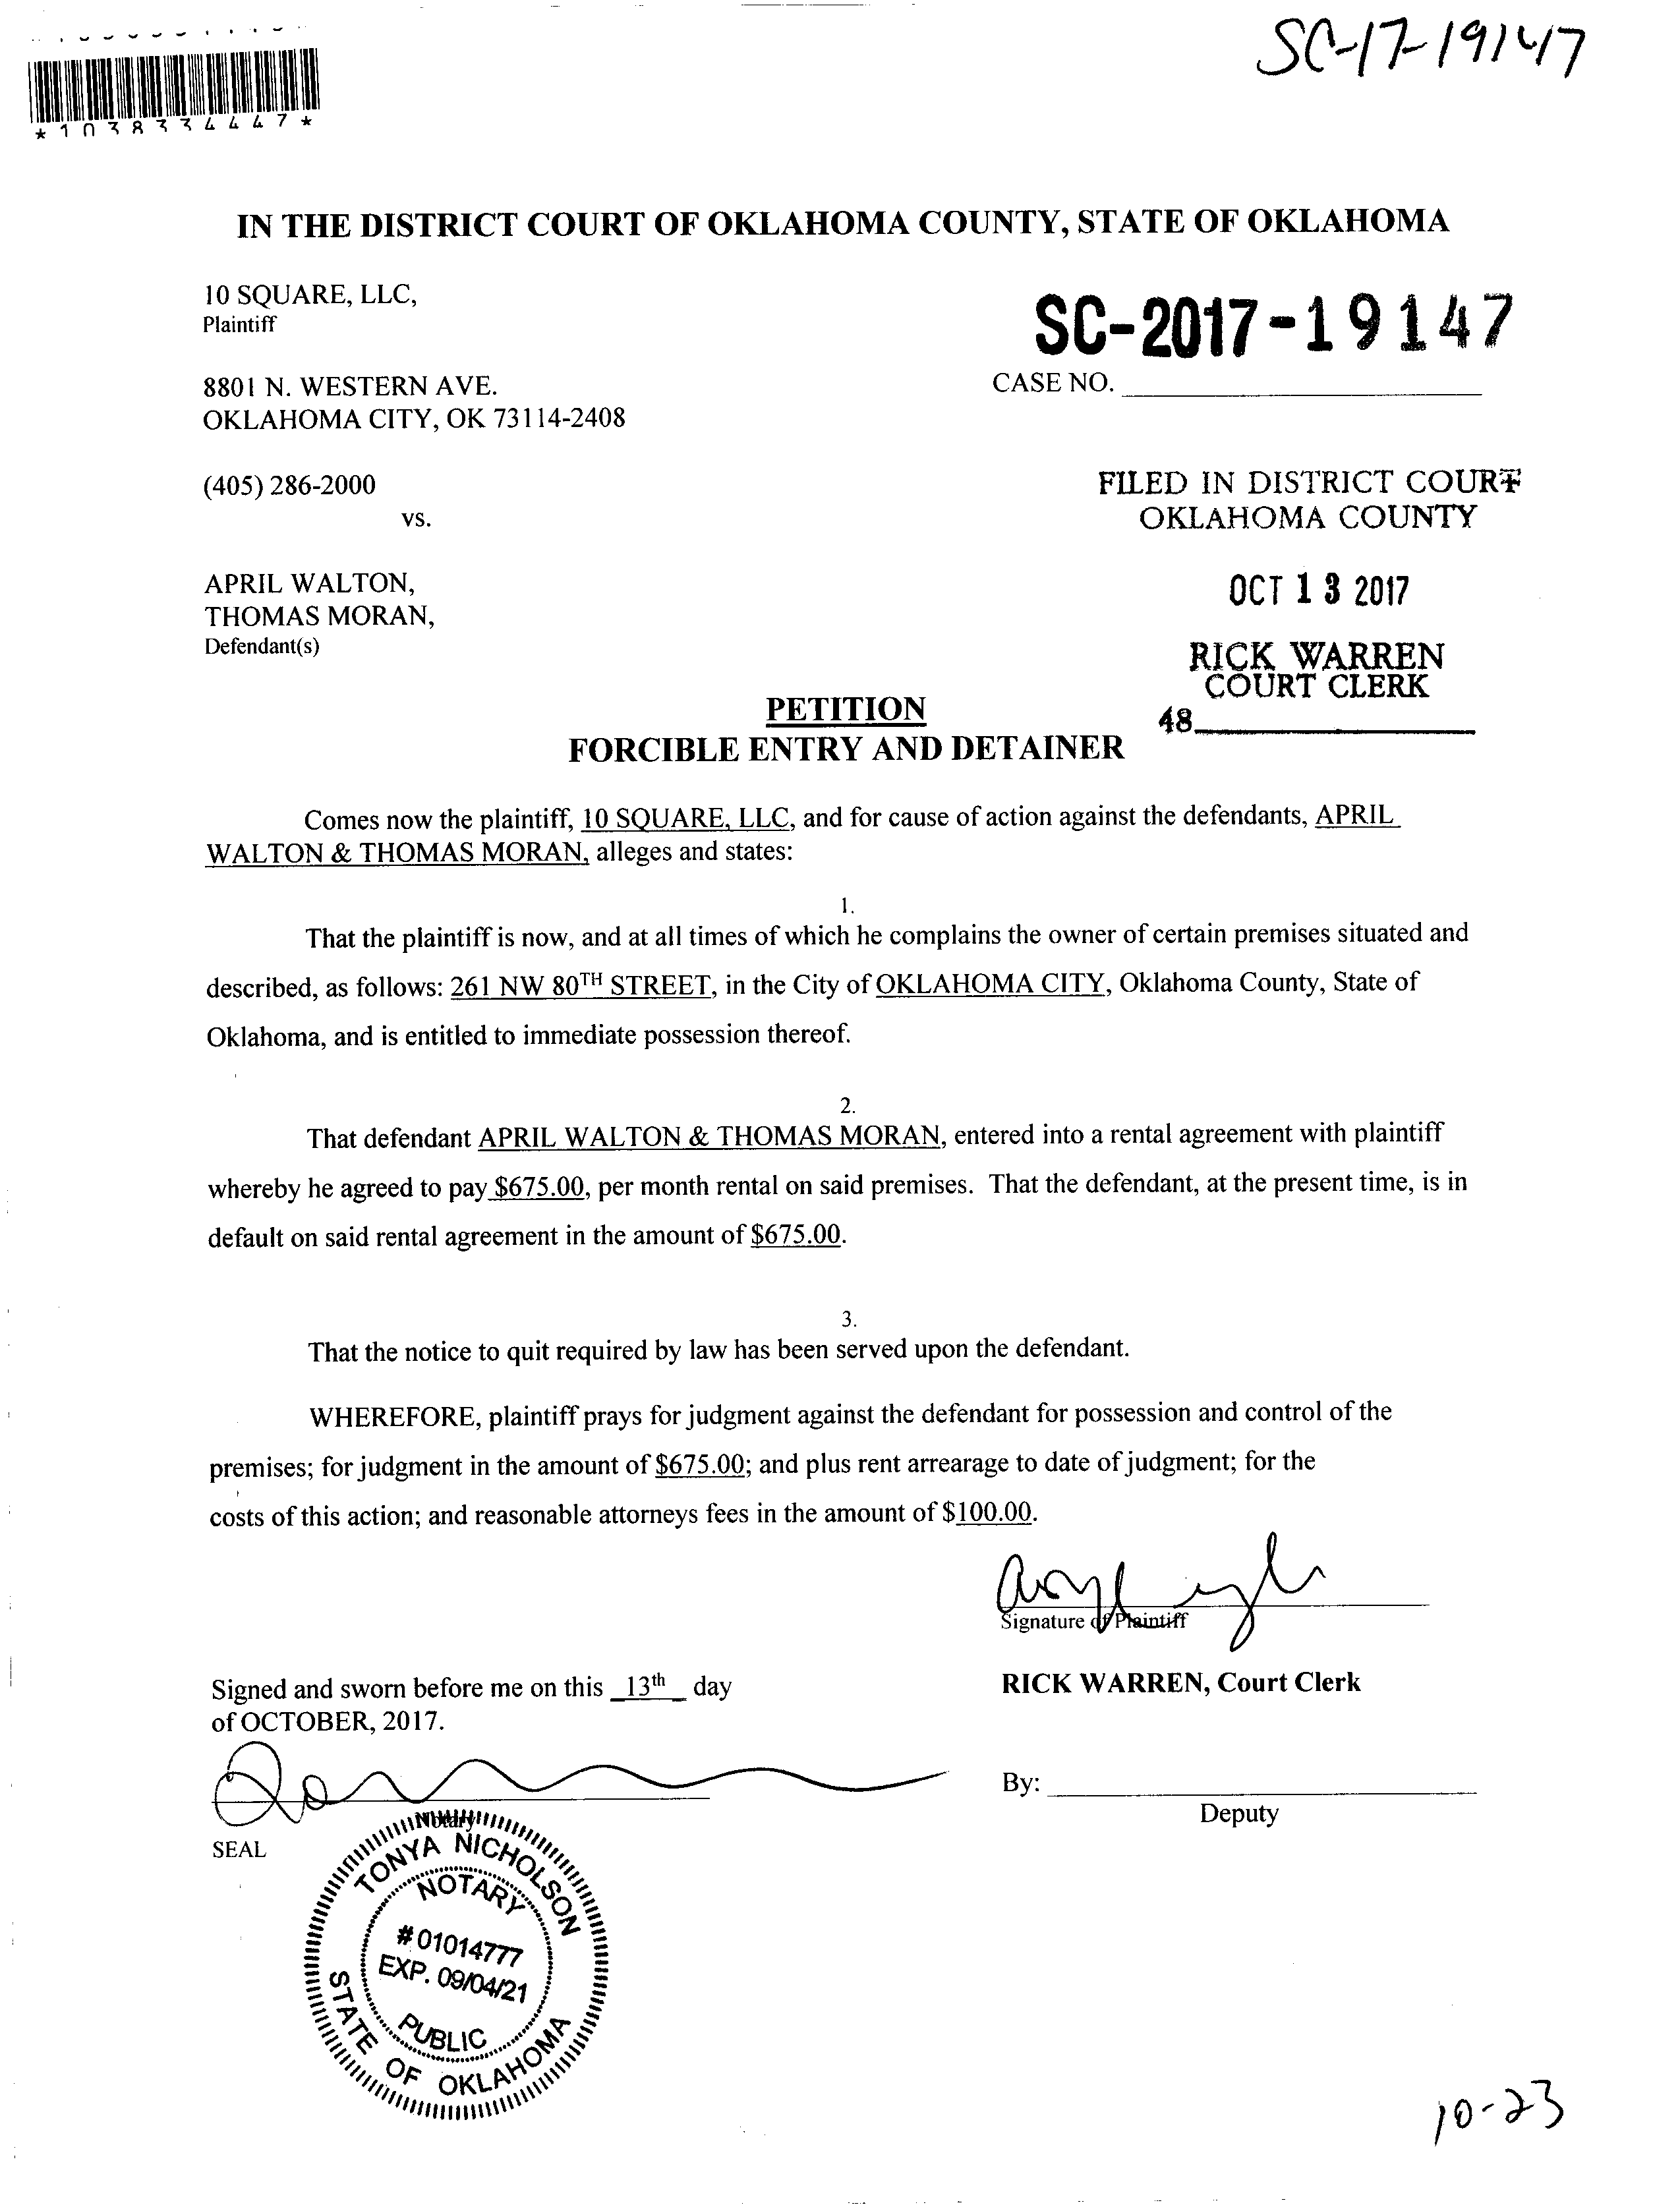 SC-17-19147
*1038334447*
IN THE DISTRICT COURT OF OKLAHOMA COUNTY, STATE OF OKLAHOMA
10 SQUARE, LLC,
Plaintiff
SC-2017-19147
8801 N. WESTERN AVE.
CASE NO.
OKLAHOMA CITY, OK 73114-2408
(405) 286-2000
FILED IN DISTRICT COURT
vs.
OKLAHOMA COUNTY
APRIL WALTON,
OCT 13 2017
THOMAS MORAN,
Defendant(s)
RICK WARREN
COURT CLERK
PETITION
48
FORCIBLE ENTRY AND DETAINER
Comes now the plaintiff, 10 SQUARE, LLC, and for cause of action against the defendants, APRIL
WALTON & THOMAS MORAN, alleges and states:
1.
That the plaintiff is now, and at all times of which he complains the owner of certain premises situated and
described, as follows: 261 NW 80TH STREET, in the City of OKLAHOMA CITY, Oklahoma County, State of
Oklahoma, and is entitled to immediate possession thereof.
2.
That defendant APRIL WALTON & THOMAS MORAN, entered into a rental agreement with plaintiff
whereby he agreed to pay $675.00, per month rental on said premises. That the defendant, at the present time, is in
default on said rental agreement in the amount of $675.00.
3.
That the notice to quit required by law has been served upon the defendant.
WHEREFORE, plaintiff prays for judgment against the defendant for possession and control of the
premises; for judgment in the amount of $675.00; and plus rent arrearage to date of judgment; for the
costs of this action; and reasonable attorneys fees in the amount of $100.00.
Signature of Plaintiff
Signed and sworn before me on this 13th day
RICK WARREN, Court Clerk
of OCTOBER, 2017.
By:
Deputy
Notary
SEAL
TONYA NICHOLSON
NOTARY
#01014777
EXP. 09/04/21
PUBLIC
STATE OF OKLAHOMA
10-23